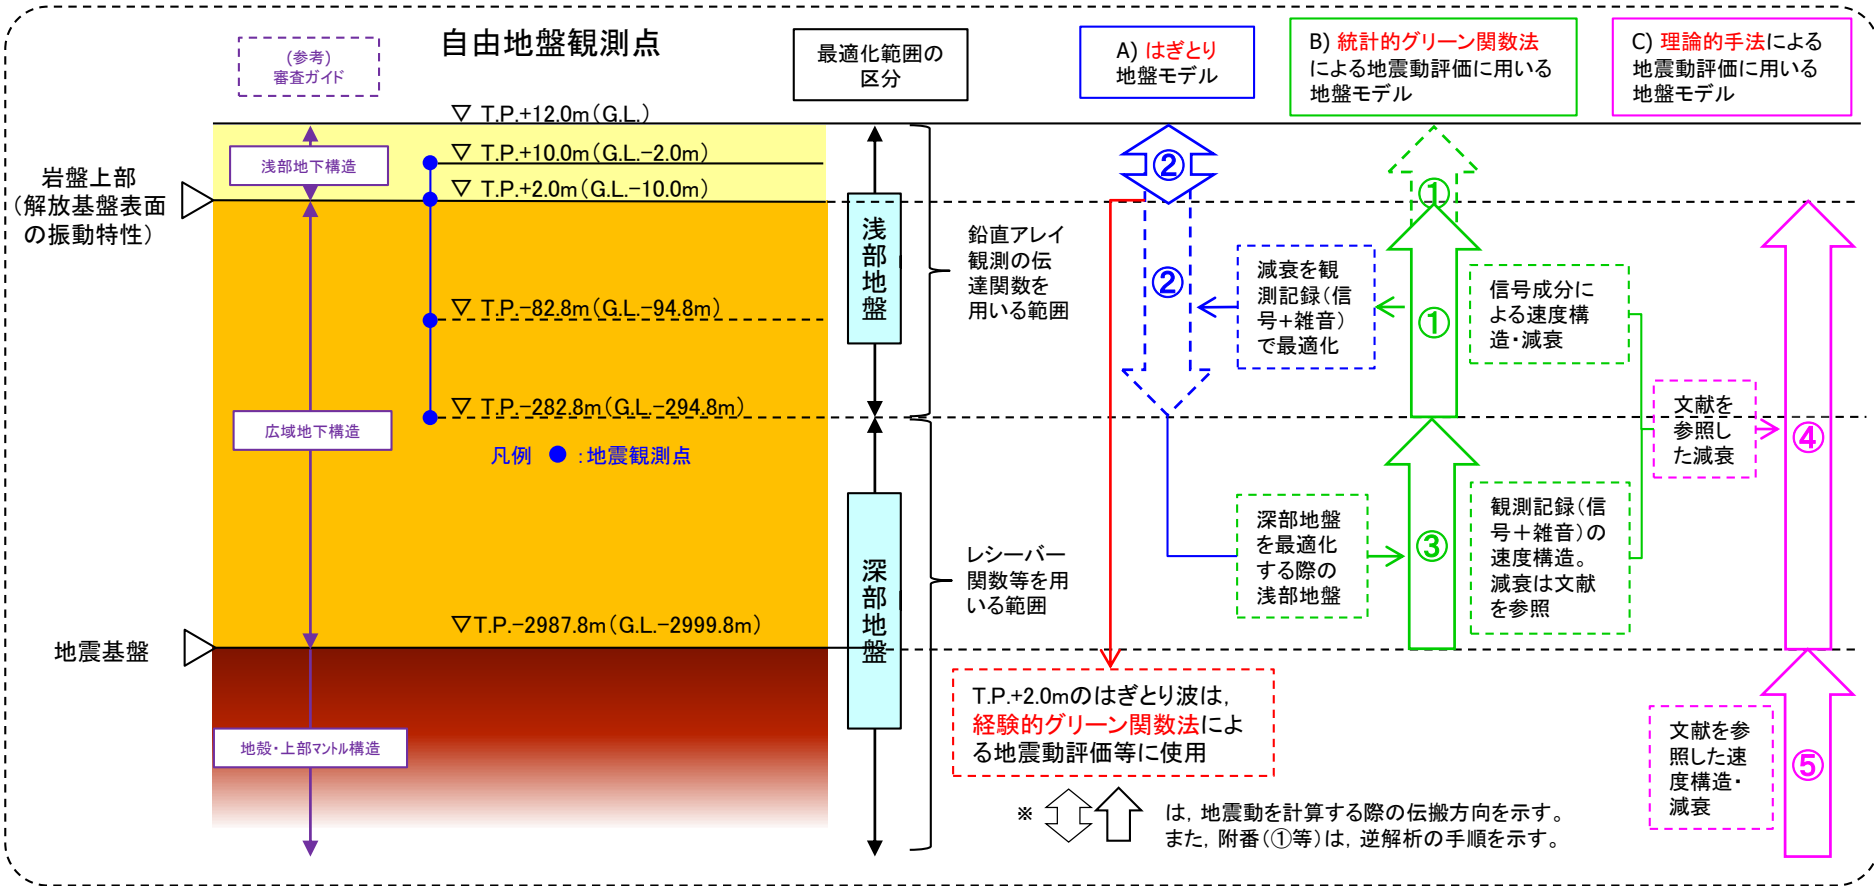 自由地盤観測点
(参考)
審査ガイド
最適化範囲の
区分
A) はぎとり
地盤モデル
B) 統計的グリーン関数法
による地震動評価に用いる
地盤モデル
C) 理論的手法による
地震動評価に用いる
地盤モデル
▽ T.P.+12.0m(G.L.)
▽ T.P.+10.0m(G.L.-2.0m)
▽ T.P.+2.0m(G.L.-10.0m)
▽ T.P.-82.8m(G.L.-94.8m)
▽ T.P.-282.8m(G.L.-294.8m)
凡例 ● :地震観測点
▽T.P.-2987.8m(G.L.-2999.8m)
岩盤上部
(解放基盤表面
の振動特性)
地震基盤
浅部地下構造
広域地下構造
地殻・上部マントル構造
浅部地盤
深部地盤
鉛直アレイ
観測の伝
達関数を
用いる範囲
レシーバー
関数等を用
いる範囲
②
②
減衰を観
測記録(信
号+雑音)
で最適化
①
①
信号成分に
よる速度構
造・減衰
深部地盤
を最適化
する際の
浅部地盤
③
観測記録(信
号+雑音)の
速度構造。
減衰は文献
を参照
文献を
参照し
た減衰
④
文献を参
照した速
度構造・
減衰
⑤
T.P.+2.0mのはぎとり波は,
経験的グリーン関数法によ
る地震動評価等に使用
※ は, 地震動を計算する際の伝搬方向を示す。
また, 附番(①等)は, 逆解析の手順を示す。